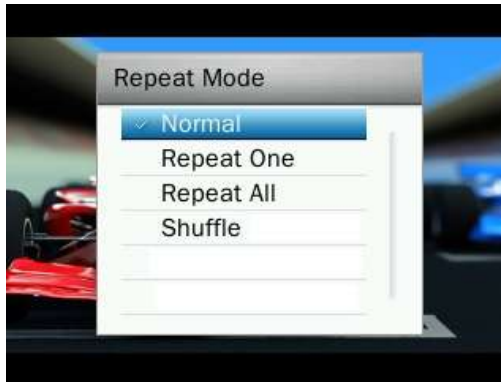 Repeat Mode
Normal
Repeat One
Repeat All
Shuffle